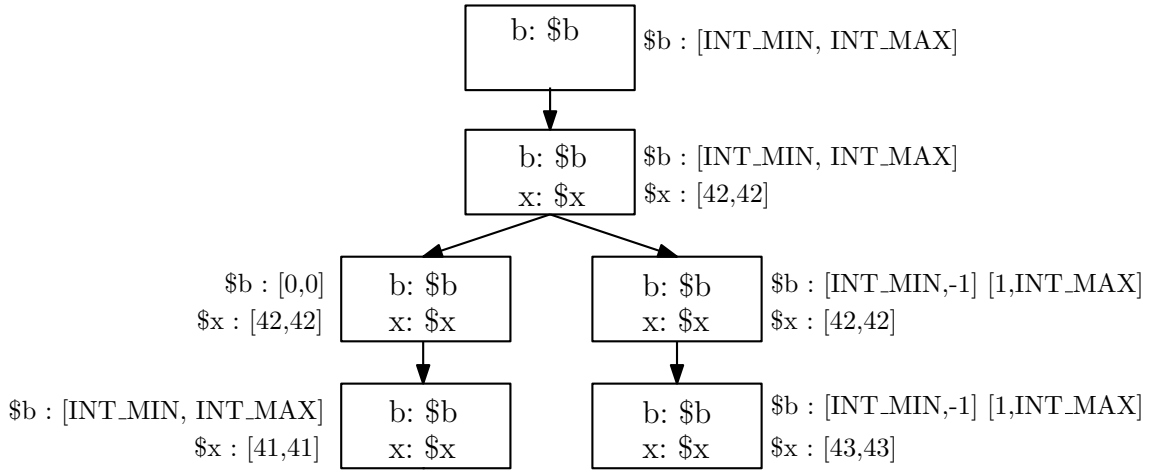 b: $b
$b : [INT_MIN, INT_MAX]
b: $b
$b : [INT_MIN, INT_MAX]
x: $x
$x : [42,42]
$b : [0,0]
b: $b
b: $b
$b : [INT_MIN,-1] [1,INT_MAX]
$x : [42,42]
x: $x
x: $x
$x : [42,42]
$b : [INT_MIN, INT_MAX]
b: $b
b: $b
$b : [INT_MIN,-1] [1,INT_MAX]
$x : [41,41]
x: $x
x: $x
$x : [43,43]